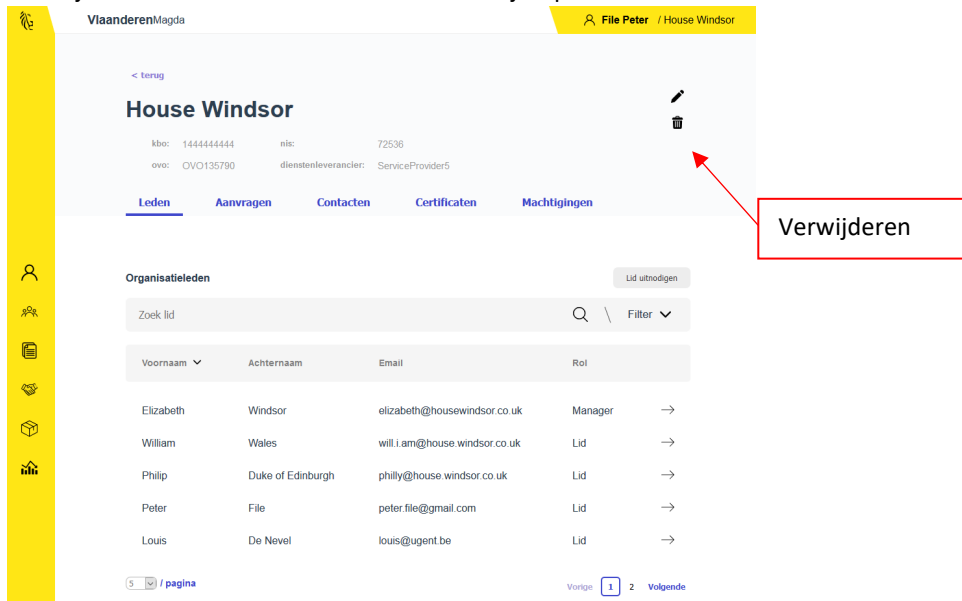 VlaanderenMagda
File Peter / House Windsor
< terug
House Windsor
kbo: 1444444444 nis: 72536
ovo: OVO135790 dienstenleverancier: ServiceProvider5
Leden Aanvragen Contacten Certificaten Machtigingen
Verwijderen
Organisatieleden Lid uitnodigen
Zoek lid Filter
Voornaam Achternaam Email Rol
Elizabeth Windsor elizabeth@housewindsor.co.uk Manager
William Wales will.i.am@house.windsor.co.uk Lid
Philip Duke of Edinburgh philly@house.windsor.co.uk Lid
Peter File peter.file@gmail.com Lid
Louis De Nevel louis@ugent.be Lid
5 / pagina Vorige 1 2 Volgende